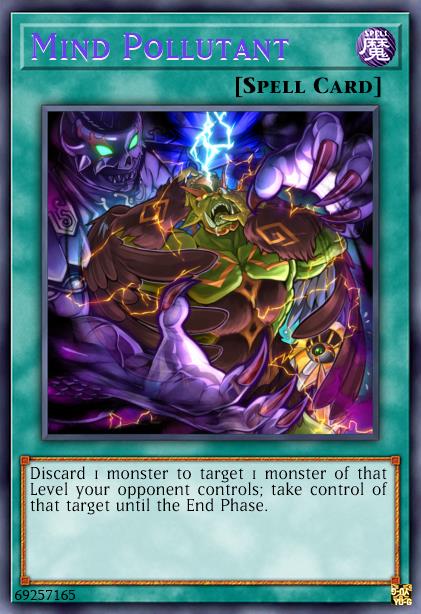 Mind Pollutant
SPELL
魔
[Spell Card]
Discard 1 monster to target 1 monster of that
Level your opponent controls; take control of
that target until the End Phase.
69257165